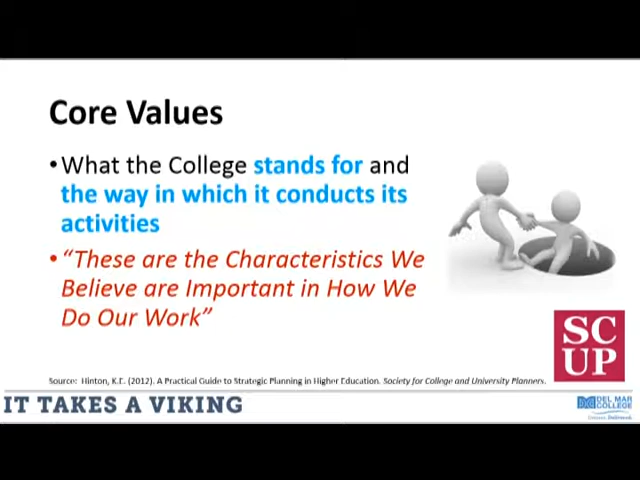 Core Values
•What the College stands for and
the way in which it conducts its
activities
•“These are the Characteristics We
Believe are Important in How We
Do Our Work”
SC
UP
Source: Hinton, K.E. (2012). A Practical Guide to Strategic Planning in Higher Education. Society for College and University Planners.
IT TAKES A VIKING
DEL MAR
COLLEGE